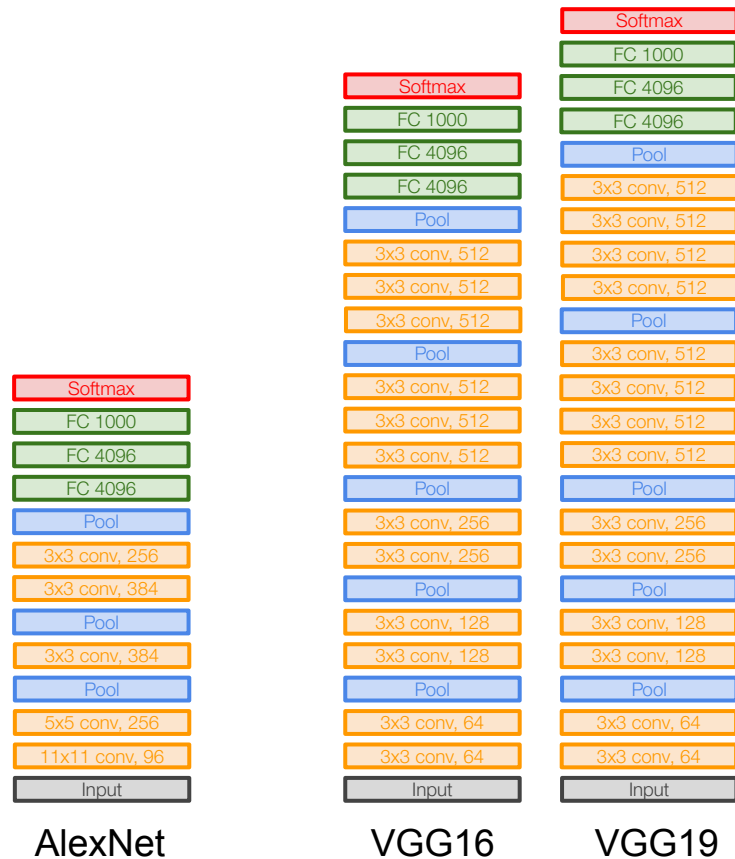 Softmax
FC 1000
FC 4096
FC 4096
Pool
3x3 conv, 256
3x3 conv, 384
Pool
3x3 conv, 384
Pool
5x5 conv, 256
11x11 conv, 96
Input
AlexNet
Softmax
FC 1000
FC 4096
FC 4096
Pool
3x3 conv, 512
3x3 conv, 512
3x3 conv, 512
Pool
3x3 conv, 512
3x3 conv, 512
3x3 conv, 512
Pool
3x3 conv, 256
3x3 conv, 256
Pool
3x3 conv, 128
3x3 conv, 128
Pool
3x3 conv, 64
3x3 conv, 64
Input
VGG16
Softmax
FC 1000
FC 4096
FC 4096
Pool
3x3 conv, 512
3x3 conv, 512
3x3 conv, 512
3x3 conv, 512
Pool
3x3 conv, 512
3x3 conv, 512
3x3 conv, 512
3x3 conv, 512
Pool
3x3 conv, 256
3x3 conv, 256
Pool
3x3 conv, 128
3x3 conv, 128
Pool
3x3 conv, 64
3x3 conv, 64
Input
VGG19